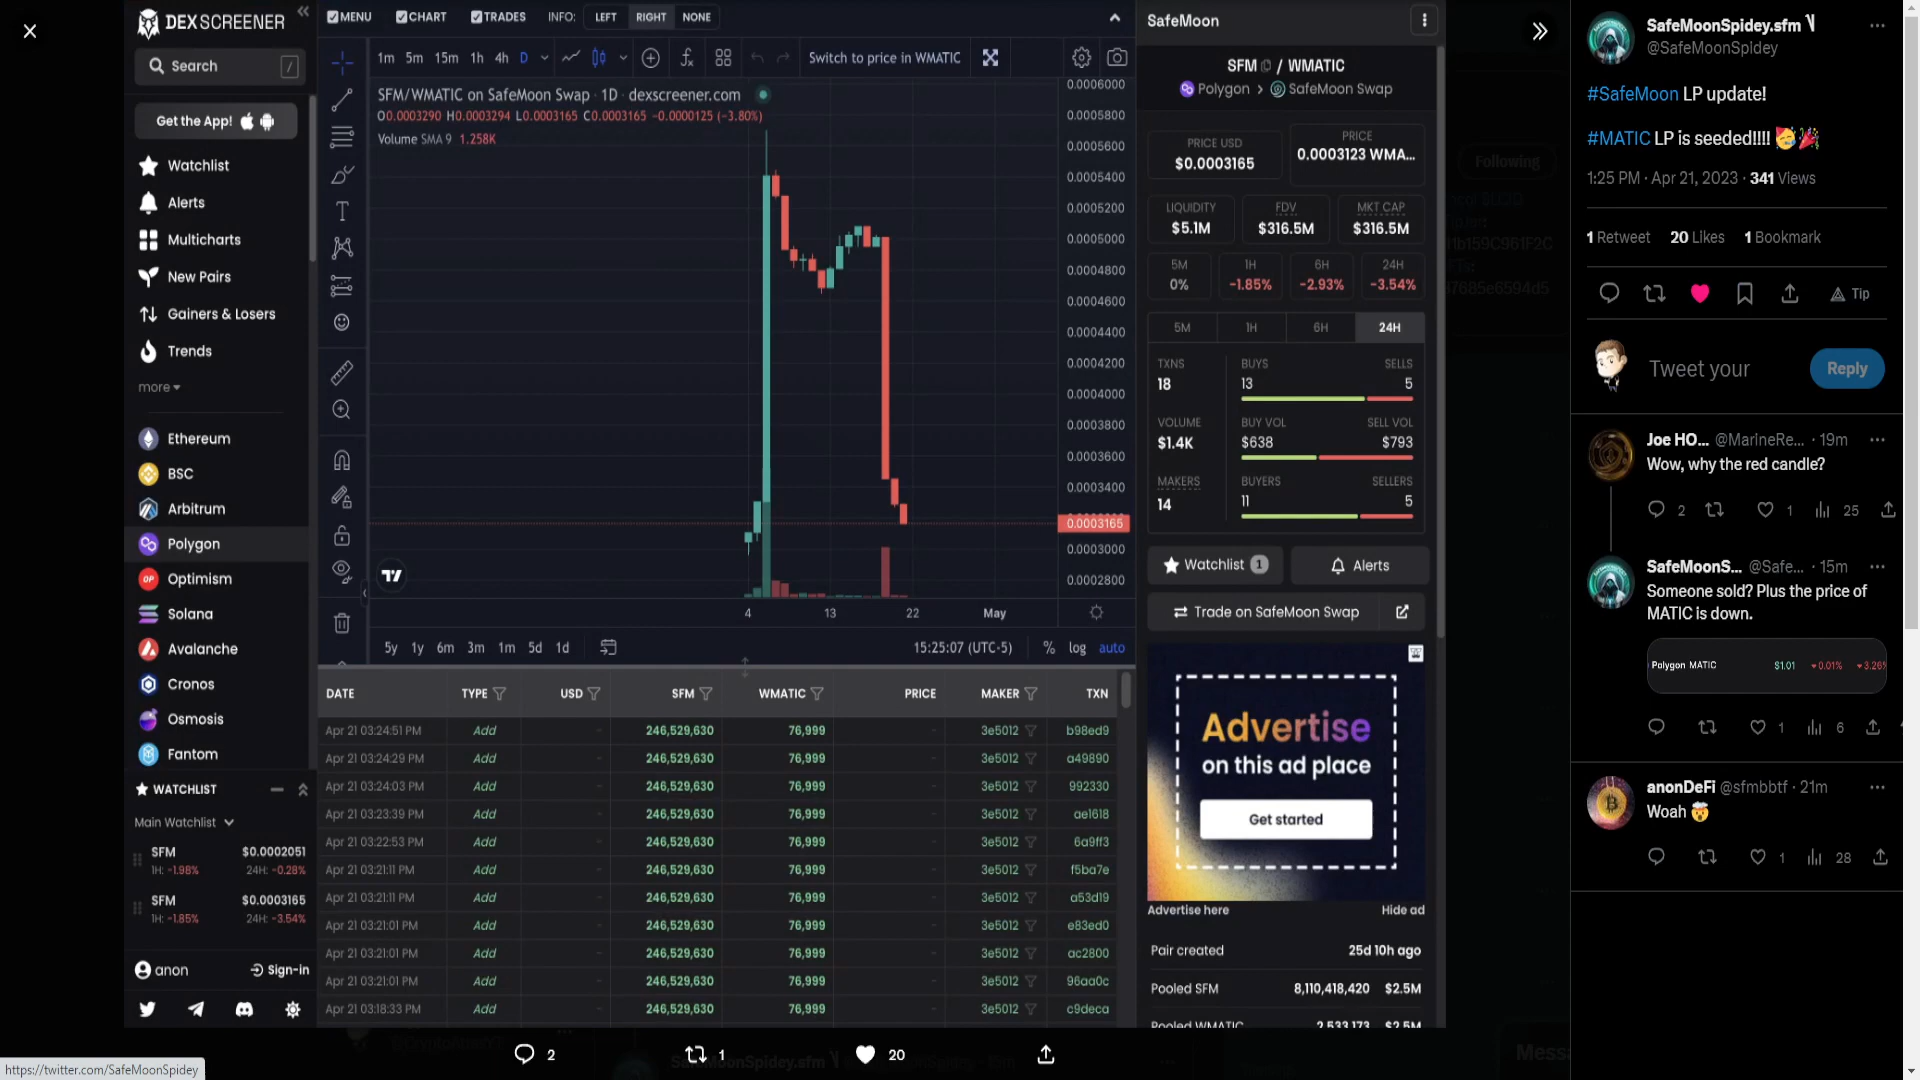 DEXSCREENER
Search /
Get the App!
Watchlist
Alerts
Multicharts
New Pairs
Gainers & Losers
Trends
more
Ethereum
BSC
Arbitrum
Polygon
Optimism
Solana
Avalanche
Cronos
Osmosis
Fantom
WATCHLIST
Main Watchlist
SFM $0.0002051
1H: -1.98% 24H: -0.28%
SFM $0.0003165
1H: -1.85% 24H: -3.54%
anon Sign-in
https://twitter.com/SafeMoonSpidey
MENU CHART TRADES INFO: LEFT RIGHT NONE
1m 5m 15m 1h 4h D Switch to price in WMATIC
SFM/WMATIC on SafeMoon Swap · 1D · dexscreener.com
O0.0003290 H0.0003294 L0.0003165 C0.0003165 -0.0000125 (-3.80%)
Volume SMA 9 1.258K
0.0006000
0.0005800
0.0005600
0.0005400
0.0005200
0.0005000
0.0004800
0.0004600
0.0004400
0.0004200
0.0004000
0.0003800
0.0003600
0.0003400
0.0003165
0.0003000
0.0002800
4 13 22 May
5y 1y 6m 3m 1m 5d 1d 15:25:07 (UTC-5) % log auto
DATE TYPE USD SFM WMATIC PRICE MAKER TXN
Apr 21 03:24:51 PM Add - 246,529,630 76,999 - 3e5012 b98ed9
Apr 21 03:24:29 PM Add - 246,529,630 76,999 - 3e5012 a49890
Apr 21 03:24:03 PM Add - 246,529,630 76,999 - 3e5012 992330
Apr 21 03:23:39 PM Add - 246,529,630 76,999 - 3e5012 ae1618
Apr 21 03:22:53 PM Add - 246,529,630 76,999 - 3e5012 6a9ff3
Apr 21 03:21:11 PM Add - 246,529,630 76,999 - 3e5012 f5ba7e
Apr 21 03:21:11 PM Add - 246,529,630 76,999 - 3e5012 a53d19
Apr 21 03:21:01 PM Add - 246,529,630 76,999 - 3e5012 e83ed0
Apr 21 03:21:01 PM Add - 246,529,630 76,999 - 3e5012 ac2800
Apr 21 03:21:01 PM Add - 246,529,630 76,999 - 3e5012 96aa0c
Apr 21 03:18:33 PM Add - 246,529,630 76,999 - 3e5012 c9deca
2 1 20
SafeMoonSpidey.sfm
SafeMoon
SFM / WMATIC
Polygon > SafeMoon Swap
PRICE USD PRICE
$0.0003165 0.0003123 WMA...
LIQUIDITY FDV MKT CAP
$5.1M $316.5M $316.5M
5M 1H 6H 24H
0% -1.85% -2.93% -3.54%
5M 1H 6H 24H
TXNS BUYS SELLS
18 13 5
VOLUME BUY VOL SELL VOL
$1.4K $638 $793
MAKERS BUYERS SELLERS
14 11 5
Watchlist 1 Alerts
Trade on SafeMoon Swap
Advertise
on this ad place
Get started
Advertise here Hide ad
Pair created 25d 10h ago
Pooled SFM 8,110,418,420 $2.5M
Pooled WMATIC 2,533,173 $2.5M
Following
SafeMoonSpidey.sfm
@SafeMoonSpidey
#SafeMoon LP update!
#MATIC LP is seeded!!!! 🥳🎉
1:25 PM · Apr 21, 2023 · 341 Views
1 Retweet 20 Likes 1 Bookmark
Tip
Tweet your Reply
Joe HO... @MarineRe... · 19m
Wow, why the red candle?
2 1 25
SafeMoonS... @Safe... · 15m
Someone sold? Plus the price of
MATIC is down.
Polygon MATIC $1.01 0.01% 3.26%
1 6
anonDeFi @sfmbbtf · 21m
Woah 🤯
1 28